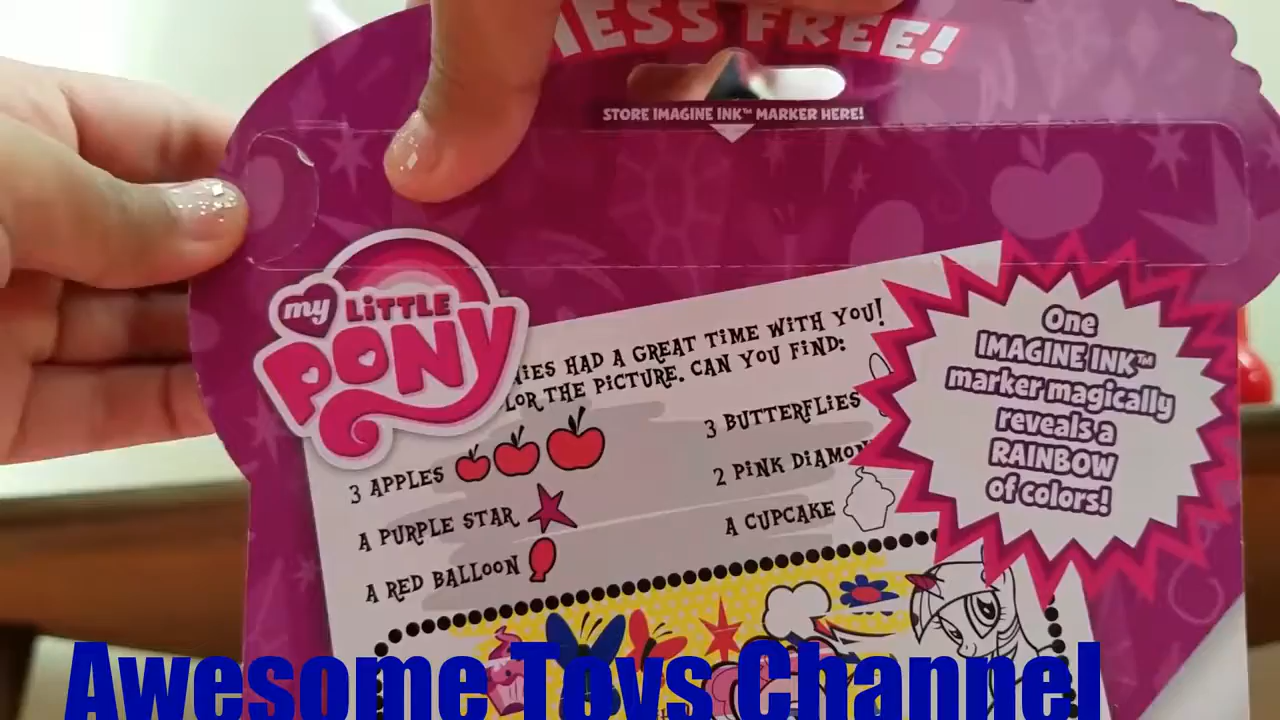 FREE!
STORE IMAGINE INK™ MARKER HERE!
my LITTLE
PONY
HAD A GREAT TIME WITH YOU!
THE PICTURE. CAN YOU FIND:
3 APPLES
A PURPLE STAR
A RED BALLOON
3 BUTTERFLIES
2 PINK
A CUPCAKE
One
IMAGINE INK™
marker magically
reveals a
RAINBOW
of colors!
Awesome Toys Channel